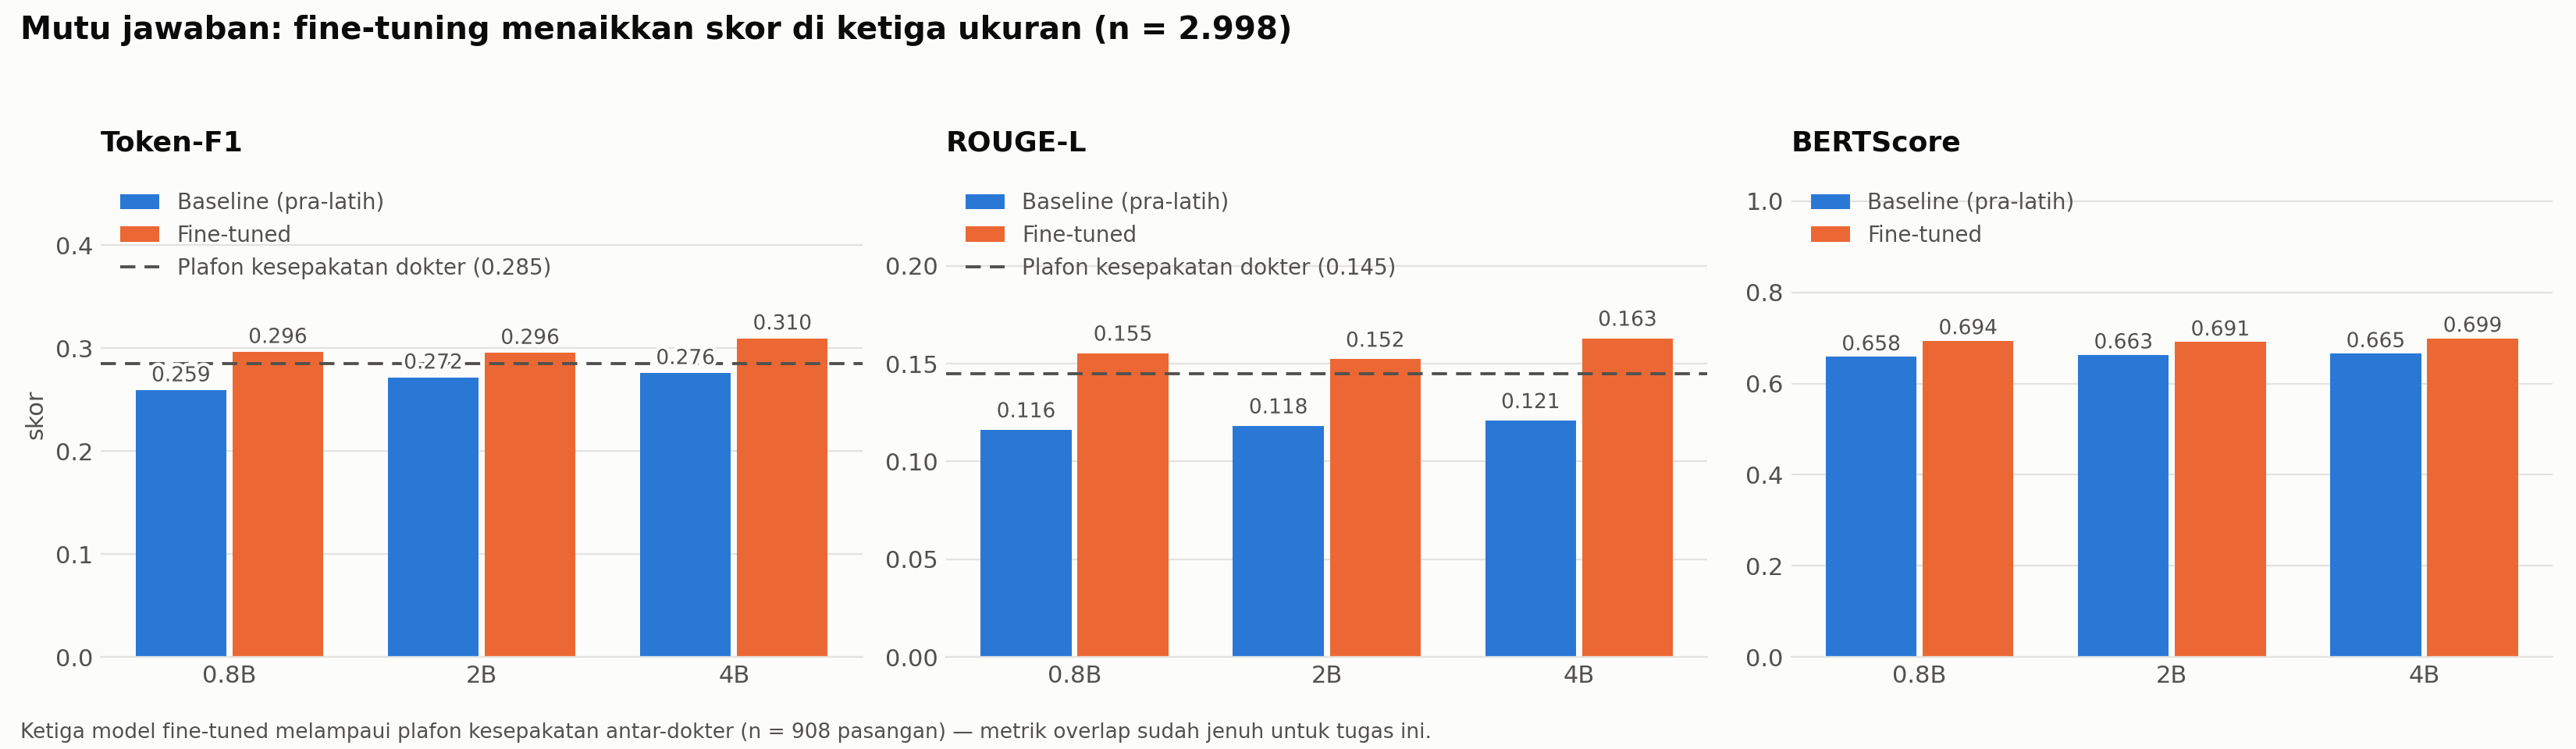 Mutu jawaban: fine-tuning menaikkan skor di ketiga ukuran (n = 2.998)
Token-F1
Baseline (pra-latih)
Fine-tuned
Plafon kesepakatan dokter (0.285)
skor
0.4
0.3
0.2
0.1
0.0
0.259
0.296
0.272
0.296
0.276
0.310
0.8B
2B
4B
ROUGE-L
Baseline (pra-latih)
Fine-tuned
Plafon kesepakatan dokter (0.145)
0.20
0.15
0.10
0.05
0.00
0.116
0.155
0.118
0.152
0.121
0.163
0.8B
2B
4B
BERTScore
Baseline (pra-latih)
Fine-tuned
1.0
0.8
0.6
0.4
0.2
0.0
0.658
0.694
0.663
0.691
0.665
0.699
0.8B
2B
4B
Ketiga model fine-tuned melampaui plafon kesepakatan antar-dokter (n = 908 pasangan) — metrik overlap sudah jenuh untuk tugas ini.